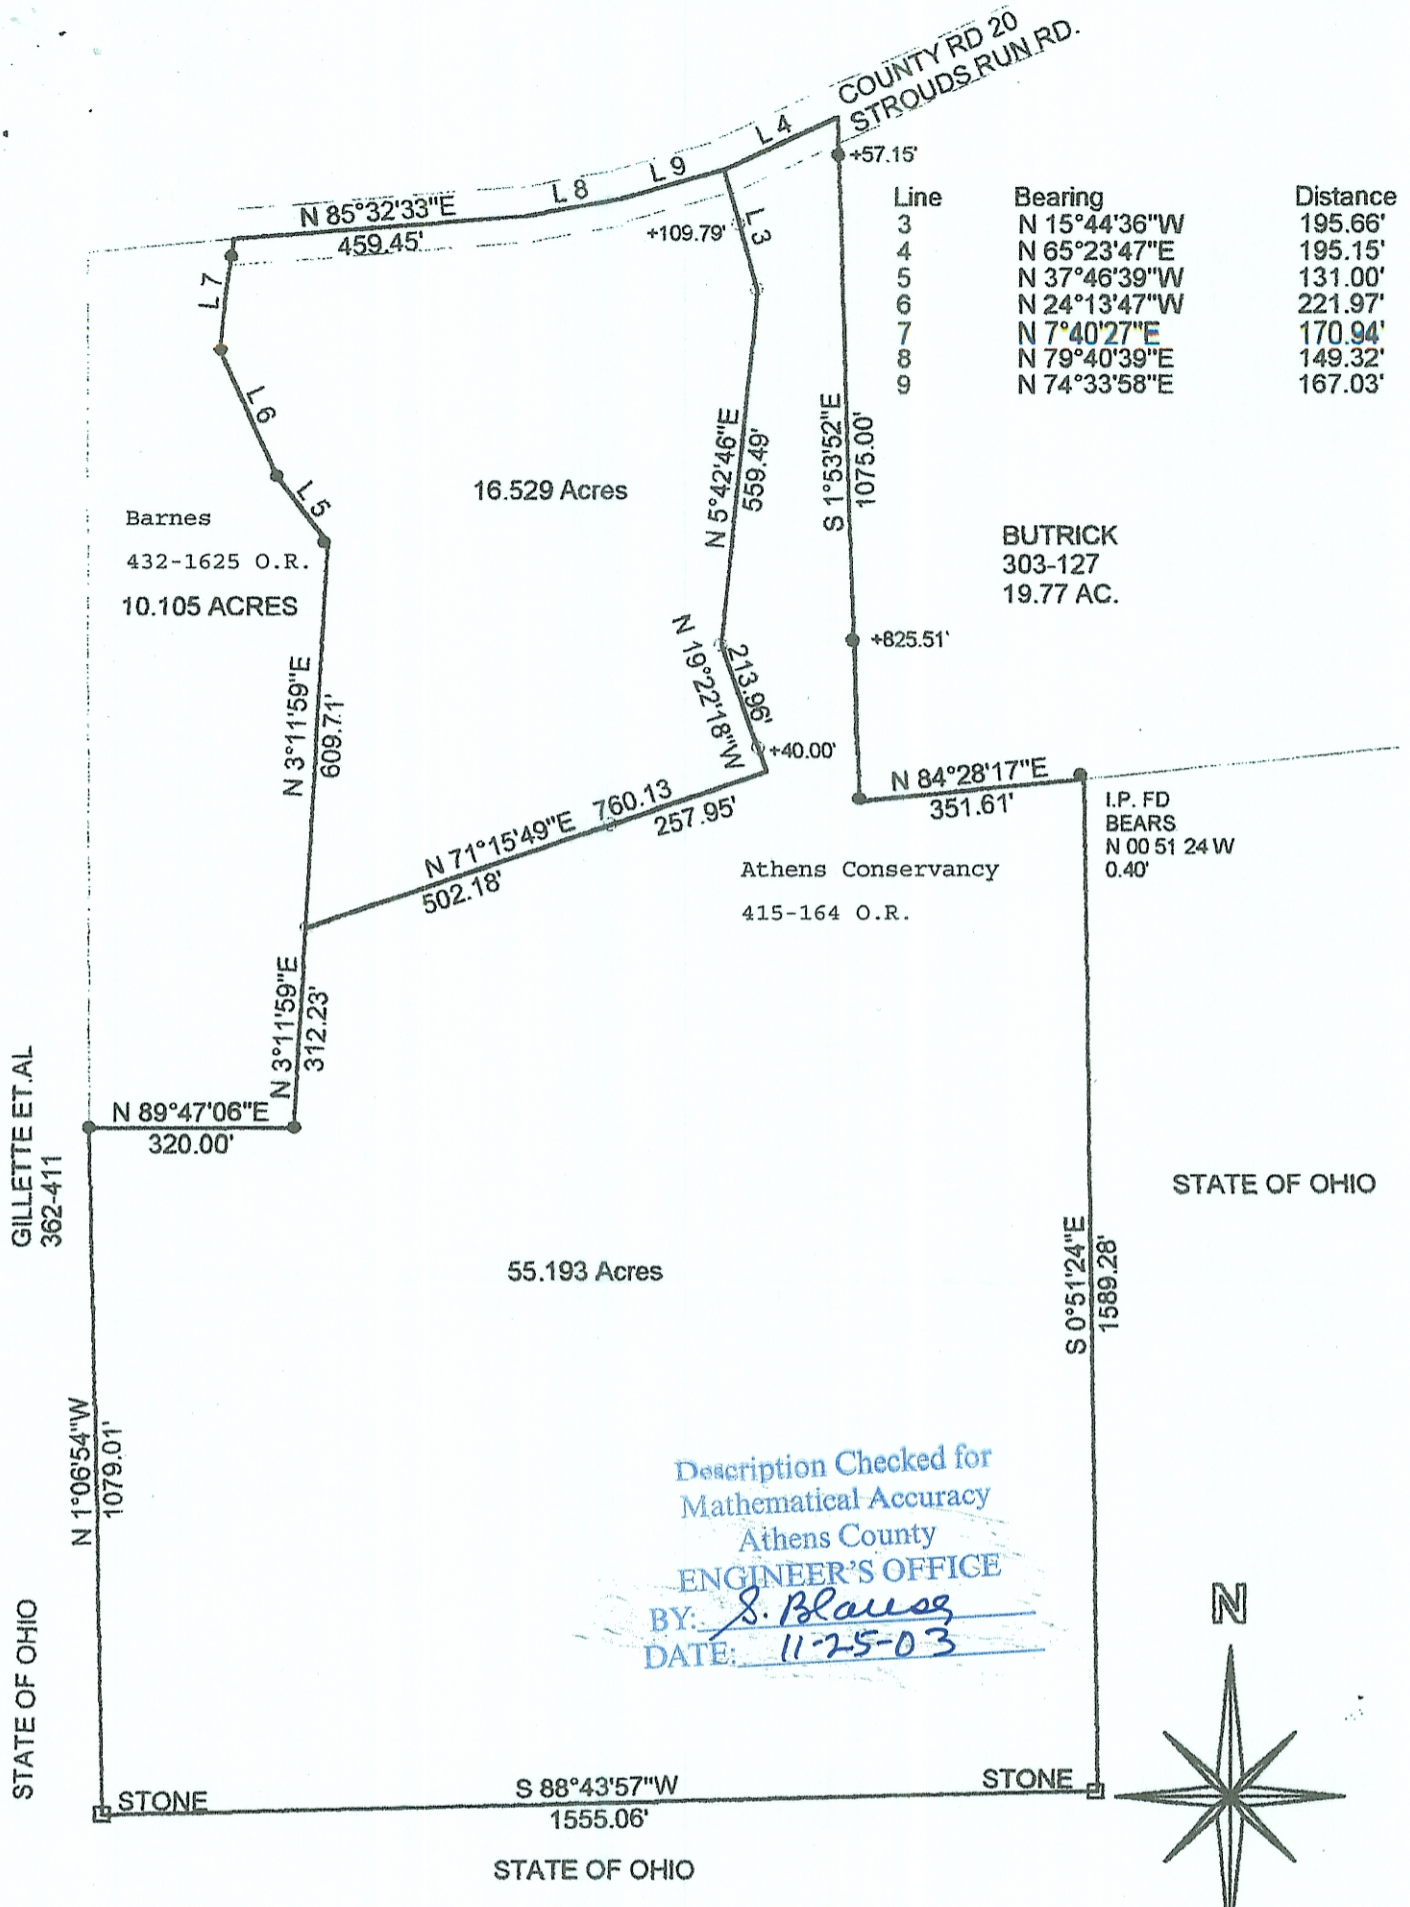 COUNTY RD 20
STROUDS RUN RD.
L 4
L 9
L 8
+57.15'
N 85°32'33"E
459.45'
+109.79'
L 3
L 7
L 6
L 5
Line Bearing Distance
3 N 15°44'36"W 195.66'
4 N 65°23'47"E 195.15'
5 N 37°46'39"W 131.00'
6 N 24°13'47"W 221.97'
7 N 7°40'27"E 170.94'
8 N 79°40'39"E 149.32'
9 N 74°33'58"E 167.03'
S 1°53'52"E
1075.00'
N 5°42'46"E
559.49'
16.529 Acres
Barnes
432-1625 O.R.
10.105 ACRES
BUTRICK
303-127
19.77 AC.
+825.51'
N 19°22'18"W
213.96'
+40.00'
N 3°11'59"E
609.71'
N 84°28'17"E
351.61'
I.P. FD
BEARS
N 00 51 24 W
0.40'
N 71°15'49"E 760.13
502.18'
257.95'
Athens Conservancy
415-164 O.R.
N 3°11'59"E
312.23'
N 89°47'06"E
320.00'
GILLETTE ET.AL
362-411
STATE OF OHIO
55.193 Acres
S 0°51'24"E
1589.28'
N 1°06'54"W
1079.01'
Description Checked for
Mathematical Accuracy
Athens County
ENGINEER'S OFFICE
BY: S.
DATE: 11-25-03
N
STATE OF OHIO
STONE
S 88°43'57"W
1555.06'
STONE
STATE OF OHIO